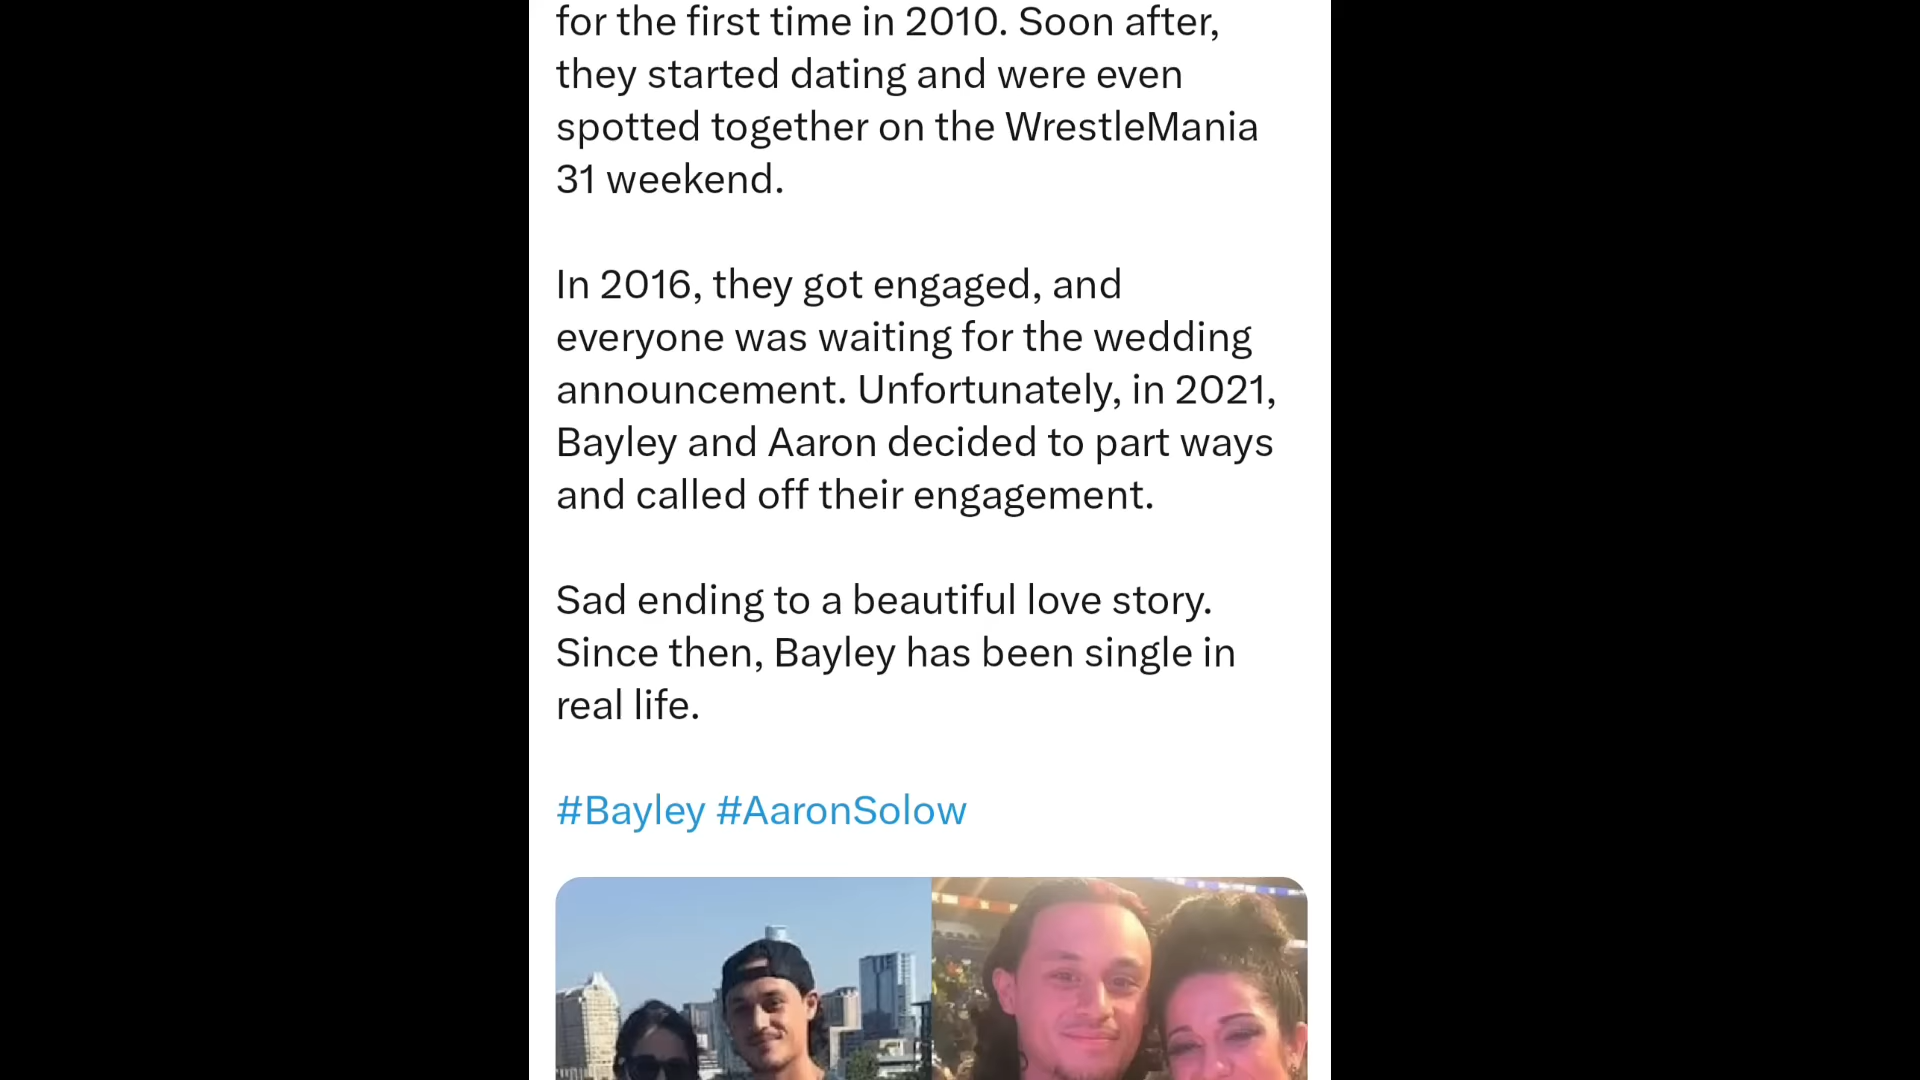 for the first time in 2010. Soon after,
they started dating and were even
spotted together on the WrestleMania
31 weekend.
In 2016, they got engaged, and
everyone was waiting for the wedding
announcement. Unfortunately, in 2021,
Bayley and Aaron decided to part ways
and called off their engagement.
Sad ending to a beautiful love story.
Since then, Bayley has been single in
real life.
#Bayley #AaronSolow